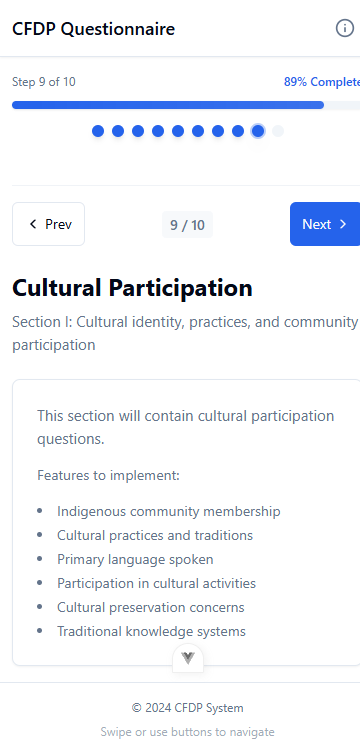 CFDP Questionnaire
Step 9 of 10
89% Complete
Prev
9 / 10
Next
Cultural Participation
Section I: Cultural identity, practices, and community
participation
This section will contain cultural participation
questions.
Features to implement:
• Indigenous community membership
• Cultural practices and traditions
• Primary language spoken
• Participation in cultural activities
• Cultural preservation concerns
• Traditional knowledge systems
© 2024 CFDP System
Swipe or use buttons to navigate